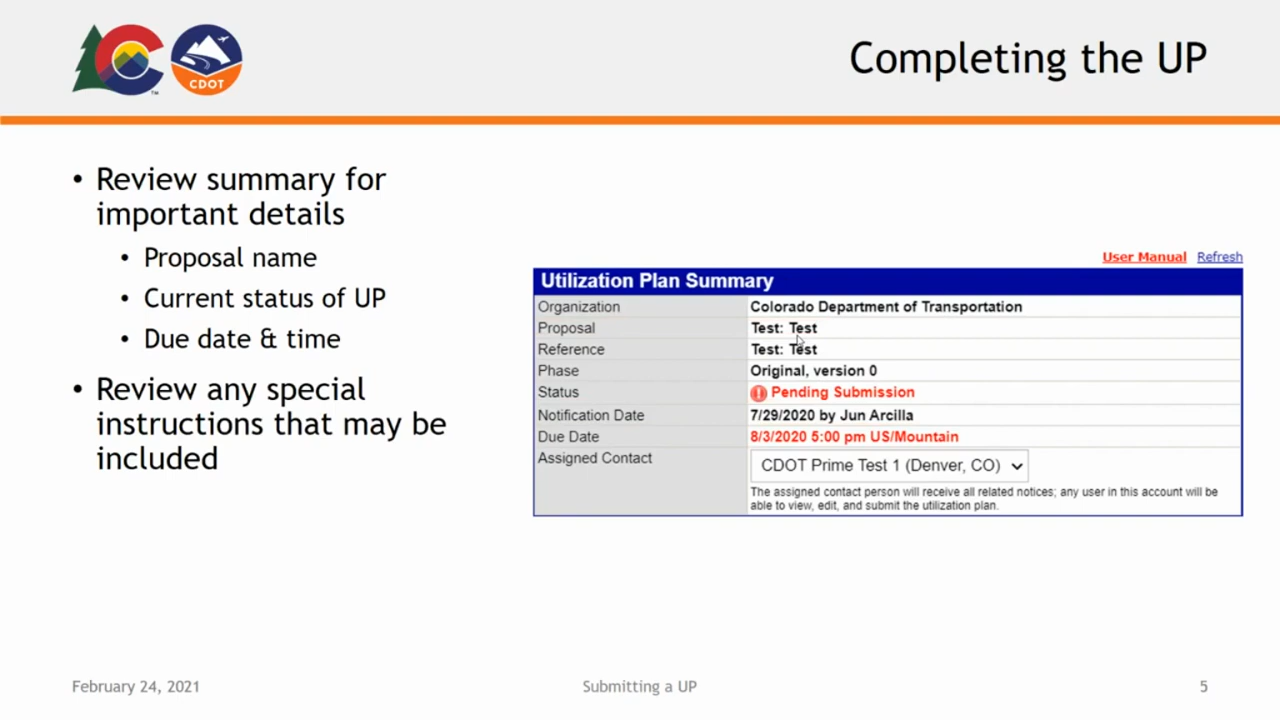 CDOT
TM
Completing the UP
• Review summary for
important details
• Proposal name
• Current status of UP
• Due date & time
• Review any special
instructions that may be
included
User Manual Refresh
Utilization Plan Summary
Organization Colorado Department of Transportation
Proposal Test: Test
Reference Test: Test
Phase Original, version 0
Status Pending Submission
Notification Date 7/29/2020 by Jun Arcilla
Due Date 8/3/2020 5:00 pm US/Mountain
Assigned Contact CDOT Prime Test 1 (Denver, CO)
The assigned contact person will receive all related notices; any user in this account will be
able to view, edit, and submit the utilization plan.
February 24, 2021
Submitting a UP
5